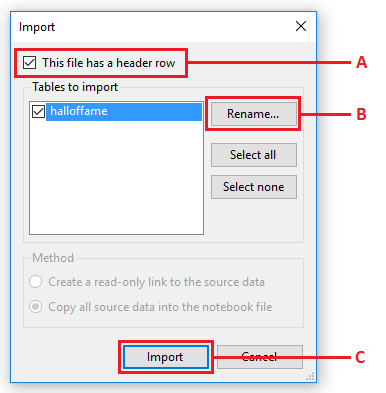 Import
This file has a header row
A
Tables to import
halloffame
Rename...
B
Select all
Select none
Method
Create a read-only link to the source data
Copy all source data into the notebook file
Import
Cancel
C